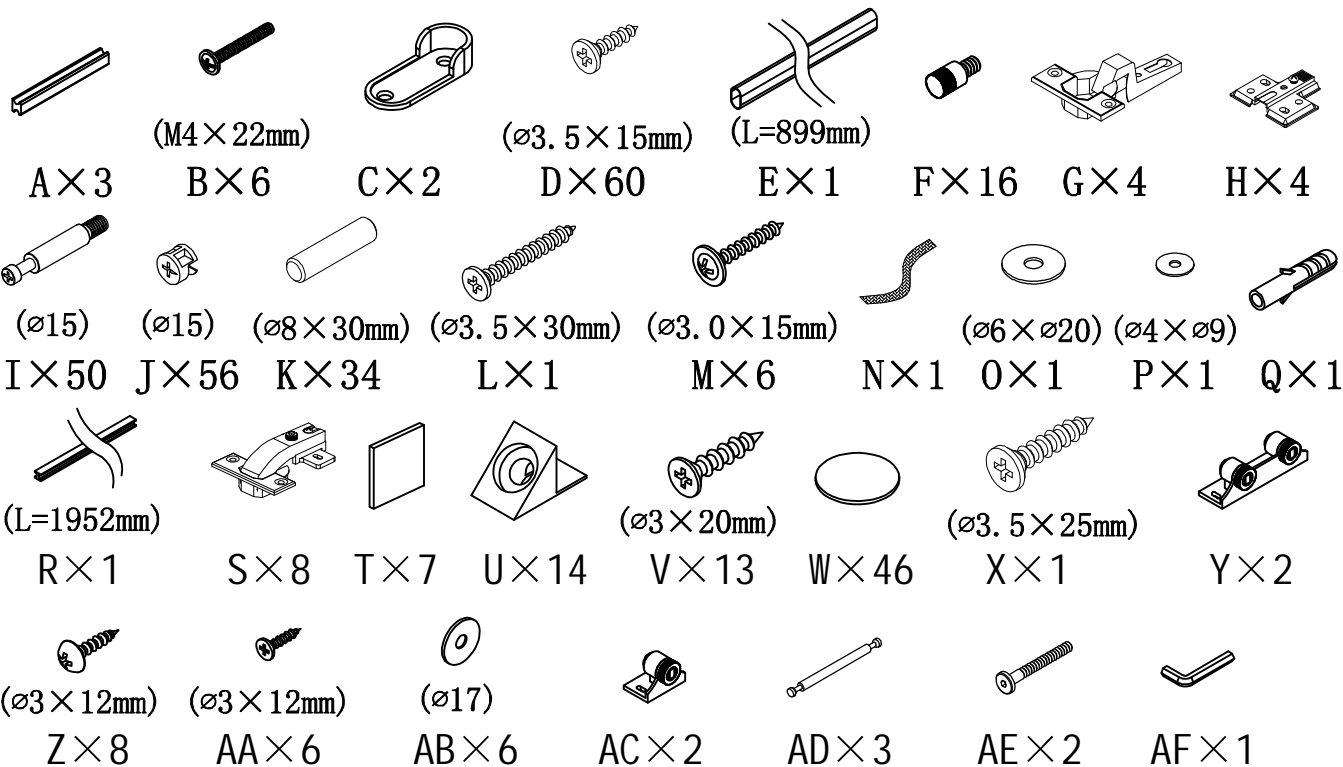 (M4×22mm) (⌀3.5×15mm) (L=899mm)
A×3 B×6 C×2 D×60 E×1 F×16 G×4 H×4
(⌀15) (⌀15) (⌀8×30mm) (⌀3.5×30mm) (⌀3.0×15mm) (⌀6×⌀20) (⌀4×⌀9)
I×50 J×56 K×34 L×1 M×6 N×1 O×1 P×1 Q×1
(L=1952mm) (⌀3×20mm) (⌀3.5×25mm)
R×1 S×8 T×7 U×14 V×13 W×46 X×1 Y×2
(⌀3×12mm) (⌀3×12mm) (⌀17)
Z×8 AA×6 AB×6 AC×2 AD×3 AE×2 AF×1